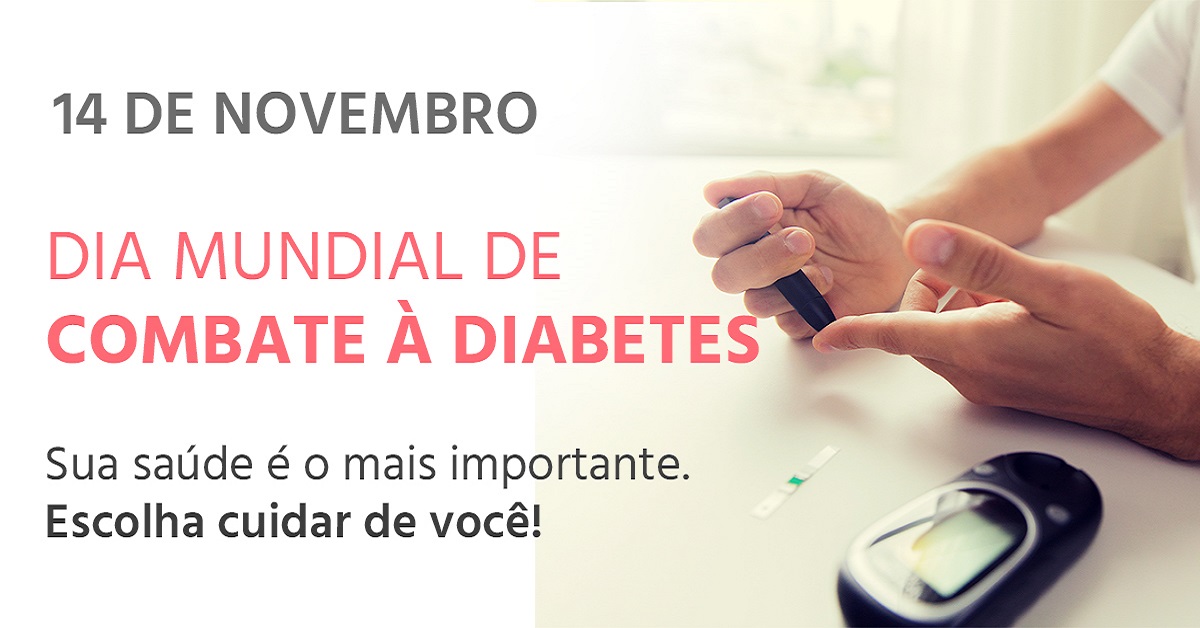 14 DE NOVEMBRO
DIA MUNDIAL DE
COMBATE À DIABETES
Sua saúde é o mais importante.
Escolha cuidar de você!